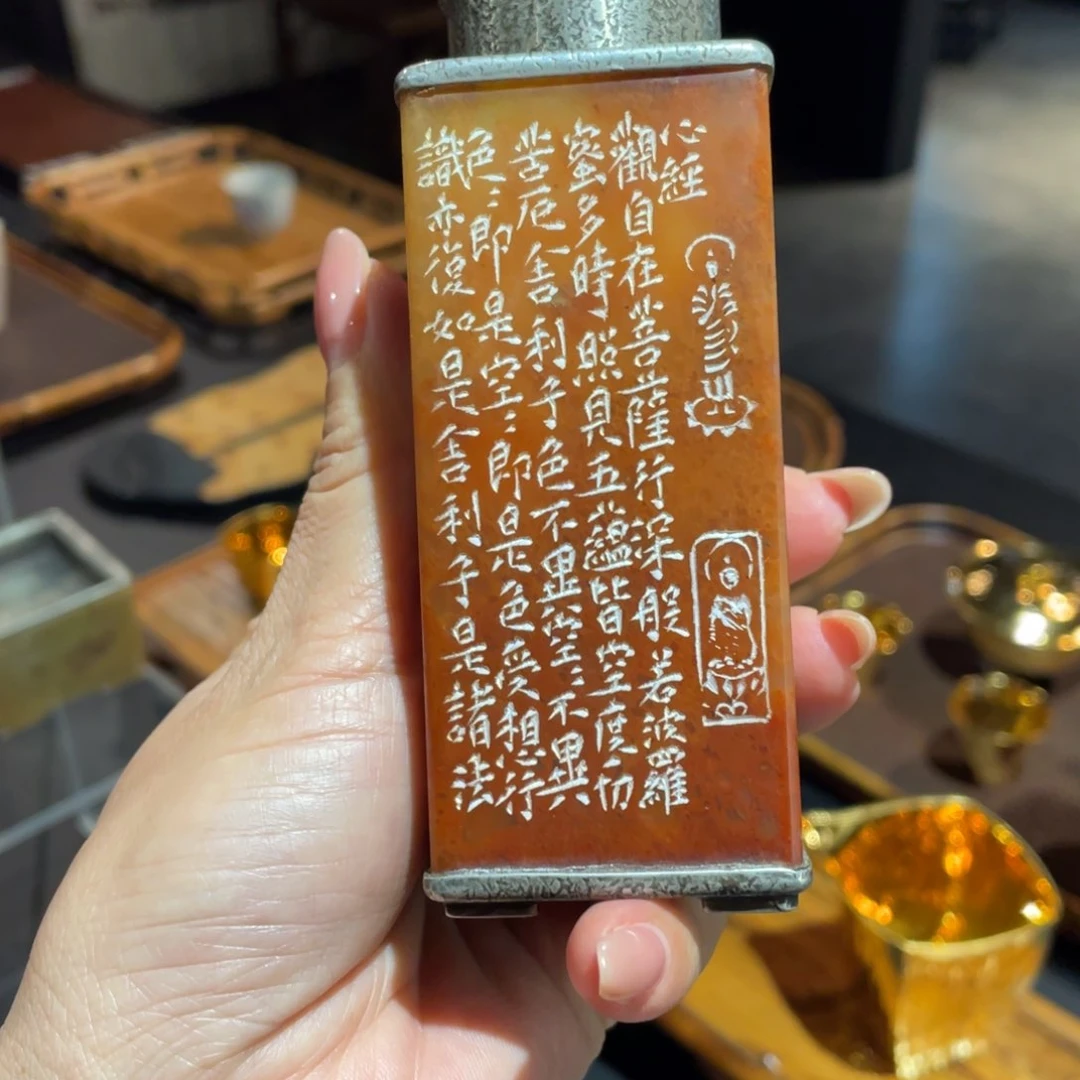 心經
觀自在菩薩行深般若波羅
蜜多時照見五蘊皆空度一切
苦厄舍利子色不異空〻不異
色〻即是空〻即是色受想行
識亦復如是舍利子是諸法